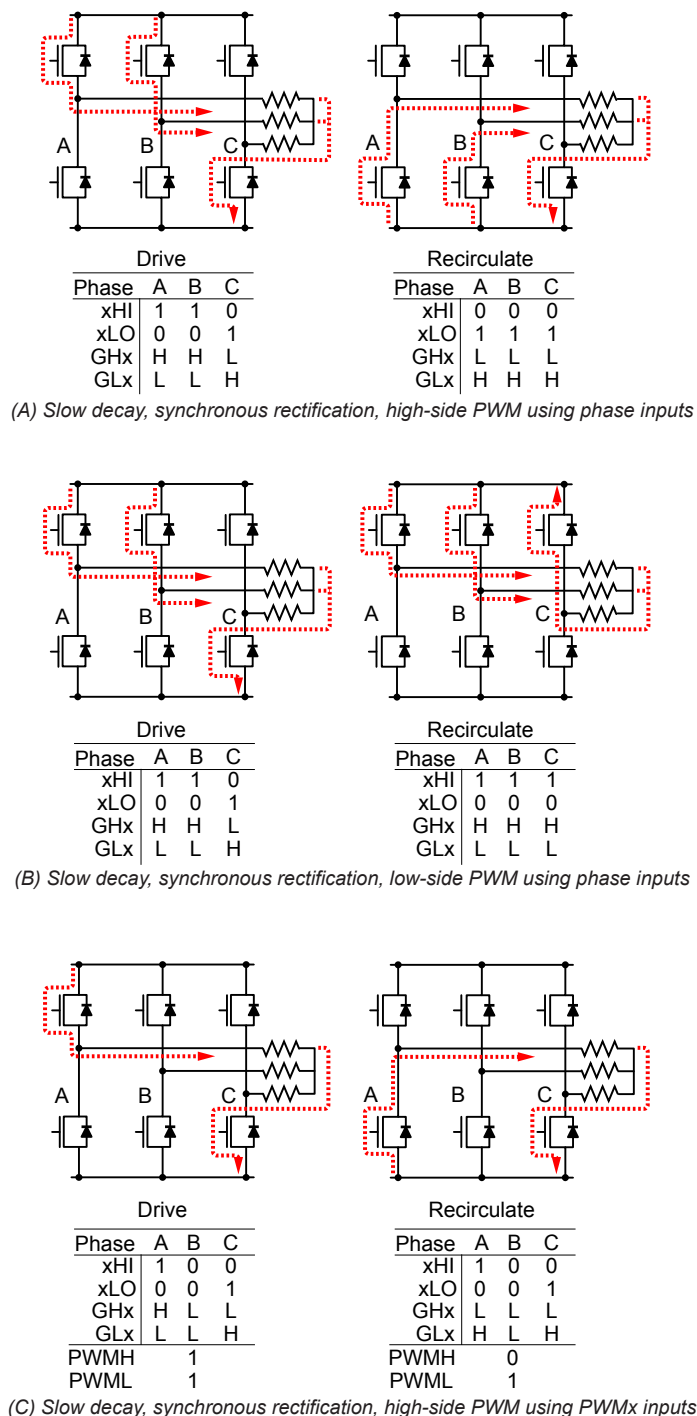 A B C A B C
Drive Recirculate
Phase A B C Phase A B C
xHI 1 1 0 xHI 0 0 0
xLO 0 0 1 xLO 1 1 1
GHx H H L GHx L L L
GLx L L H GLx H H H
(A) Slow decay, synchronous rectification, high-side PWM using phase inputs
A B C A B C
Drive Recirculate
Phase A B C Phase A B C
xHI 1 1 0 xHI 1 1 1
xLO 0 0 1 xLO 0 0 0
GHx H H L GHx H H H
GLx L L H GLx L L L
(B) Slow decay, synchronous rectification, low-side PWM using phase inputs
A B C A B C
Drive Recirculate
Phase A B C Phase A B C
xHI 1 0 0 xHI 1 0 0
xLO 0 0 1 xLO 0 0 1
GHx H L L GHx L L L
GLx L L H GLx H L H
PWMH 1 PWMH 0
PWML 1 PWML 1
(C) Slow decay, synchronous rectification, high-side PWM using PWMx inputs